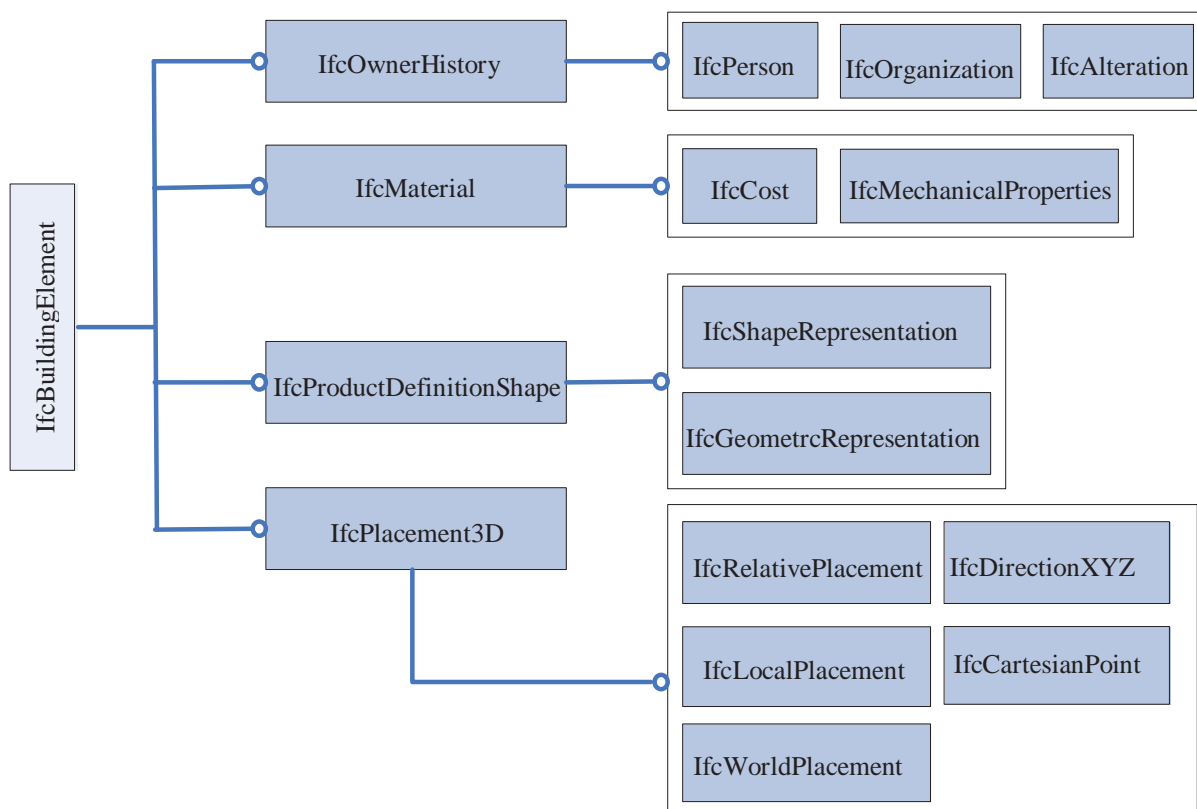 IfcBuildingElement
IfcOwnerHistory
IfcPerson
IfcOrganization
IfcAlteration
IfcMaterial
IfcCost
IfcMechanicalProperties
IfcProductDefinitionShape
IfcShapeRepresentation
IfcGeometrcRepresentation
IfcPlacement3D
IfcRelativePlacement
IfcDirectionXYZ
IfcLocalPlacement
IfcCartesianPoint
IfcWorldPlacement